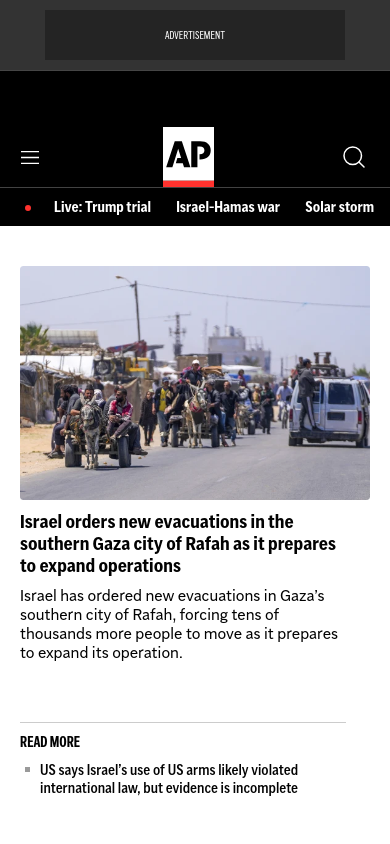 ADVERTISEMENT
AP
Live: Trump trial Israel-Hamas war Solar storm
Israel orders new evacuations in the
southern Gaza city of Rafah as it prepares
to expand operations
Israel has ordered new evacuations in Gaza’s
southern city of Rafah, forcing tens of
thousands more people to move as it prepares
to expand its operation.
READ MORE
US says Israel’s use of US arms likely violated
international law, but evidence is incomplete